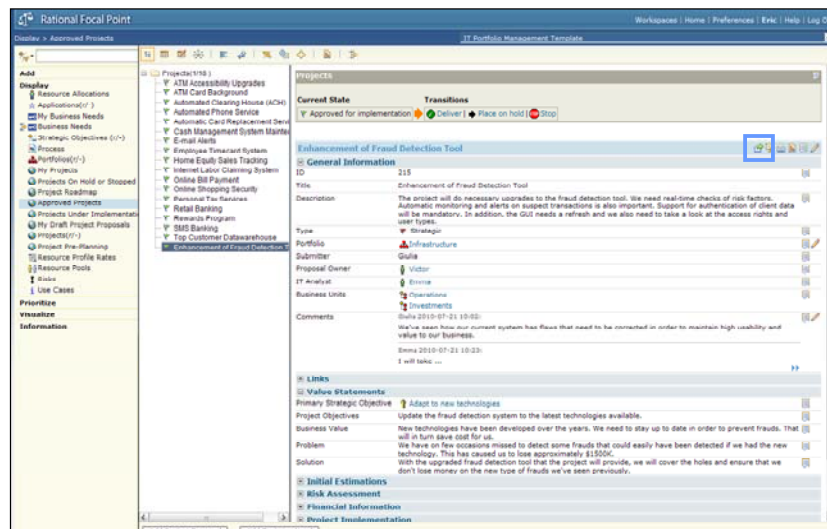 Rational Focal Point
Workspaces | Home | Preferences | Eric | Help | Log
Display > Approved Projects
IT Portfolio Management Template
Add
Display
Resource Allocations
Applications(r/-)
My Business Needs
Business Needs
Strategic Objectives (r/-)
Process
Portfolios(r/-)
My Projects
Projects On Hold or Stopped
Project Roadmap
Approved Projects
Projects Under Implementati
My Draft Project Proposals
Projects(r/-)
Project Pre-Planning
Resource Profile Rates
Resource Pools
Risks
Use Cases
Prioritize
Visualize
Information
ATM Accessibility Upgrades
ATM Card Background
Automated Clearing House (ACH)
Automated Phone Service
Automatic Card Replacement Servi
Cash Management System Mainte
E-mail Alerts
Employee Timecard System
Home Equity Sales Tracking
Internet Labor Claiming System
Online Bill Payment
Online Shopping Security
Personal Tax Services
Retail Banking
Rewards Program
SMS Banking
Top Customer Datawarehouse
Enhancement of Fraud Detection T
Projects
Current State Transitions
Approved for implementation Deliver | Place on hold | Stop
Enhancement of Fraud Detection Tool
General Information
ID 215
Title Enhancement of Fraud Detection Tool
Description The project will do necessary upgrades to the fraud detection tool. We need real-time checks of risk factors.
Automatic monitoring and alerts on suspect transactions is also important. Support for authentication of client data
will be mandatory. In addition, the GUI needs a refresh and we also need to take a look at the access rights and
user types.
Type Strategic
Portfolio Infrastructure
Submitter Giulia
Proposal Owner Victor
IT Analyst Emma
Business Units Operations
Investments
Comments Giulia 2010-07-21 10:02:
We've seen how our current system has flaws that need to be corrected in order to maintain high usability and
value to our business.
Emma 2010-07-21 10:23:
I will take ...
Links
Value Statements
Primary Strategic Objective Adapt to new technologies
Project Objectives Update the fraud detection system to the latest technologies available.
Business Value New technologies have been developed over the years. We need to stay up to date in order to prevent frauds. That
will in turn save cost for us.
Problem We have on few occasions missed to detect some frauds that could easily have been detected if we had the new
technology. This has caused us to lose approximately $1500K.
Solution With the upgraded fraud detection tool that the project will provide, we will cover the holes and ensure that we
don't lose money on the new type of frauds we've seen previously.
Initial Estimations
Risk Assessment
Financial Information
Project Implementation